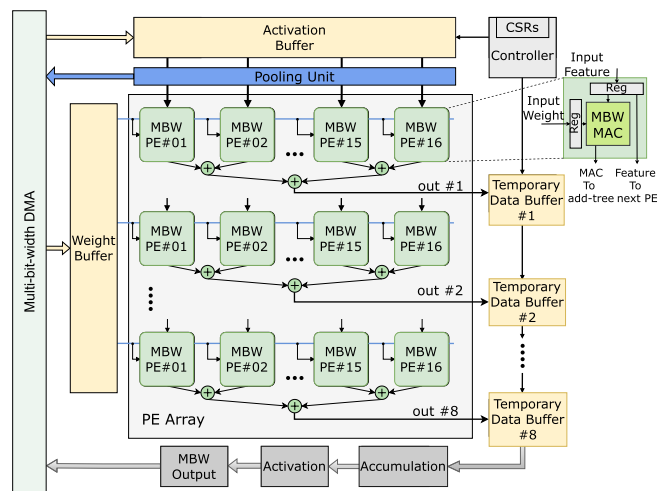 CSRs
Controller
Activation
Buffer
Pooling Unit
Input
Feature
Reg
Input
Weight
Reg
MBW
MAC
MAC
To
add-tree
Feature
To
next PE
Multi-bit-width DMA
Weight
Buffer
MBW
PE#01
MBW
PE#02
...
MBW
PE#15
MBW
PE#16
out #1
Temporary
Data Buffer
#1
MBW
PE#01
MBW
PE#02
MBW
PE#15
MBW
PE#16
out #2
Temporary
Data Buffer
#2
MBW
PE#01
MBW
PE#02
...
MBW
PE#15
MBW
PE#16
out #8
Temporary
Data Buffer
#8
PE Array
MBW
Output
Activation
Accumulation